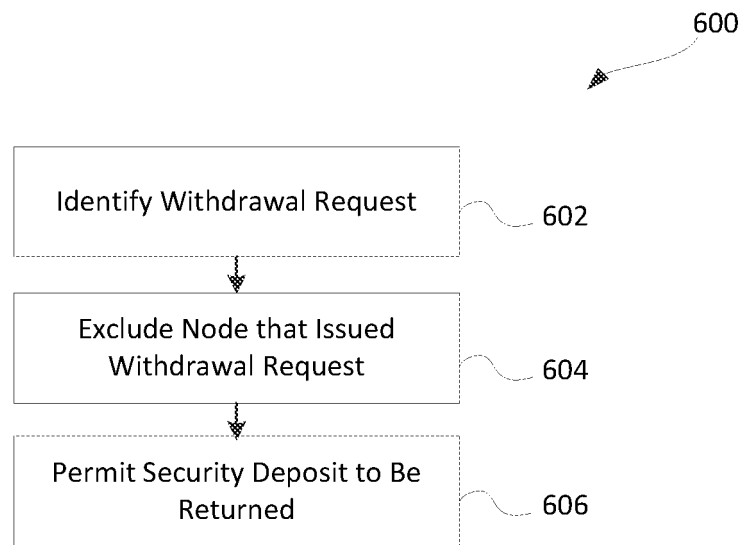 600
Identify Withdrawal Request
602
Exclude Node that Issued
Withdrawal Request
604
Permit Security Deposit to Be
Returned
606